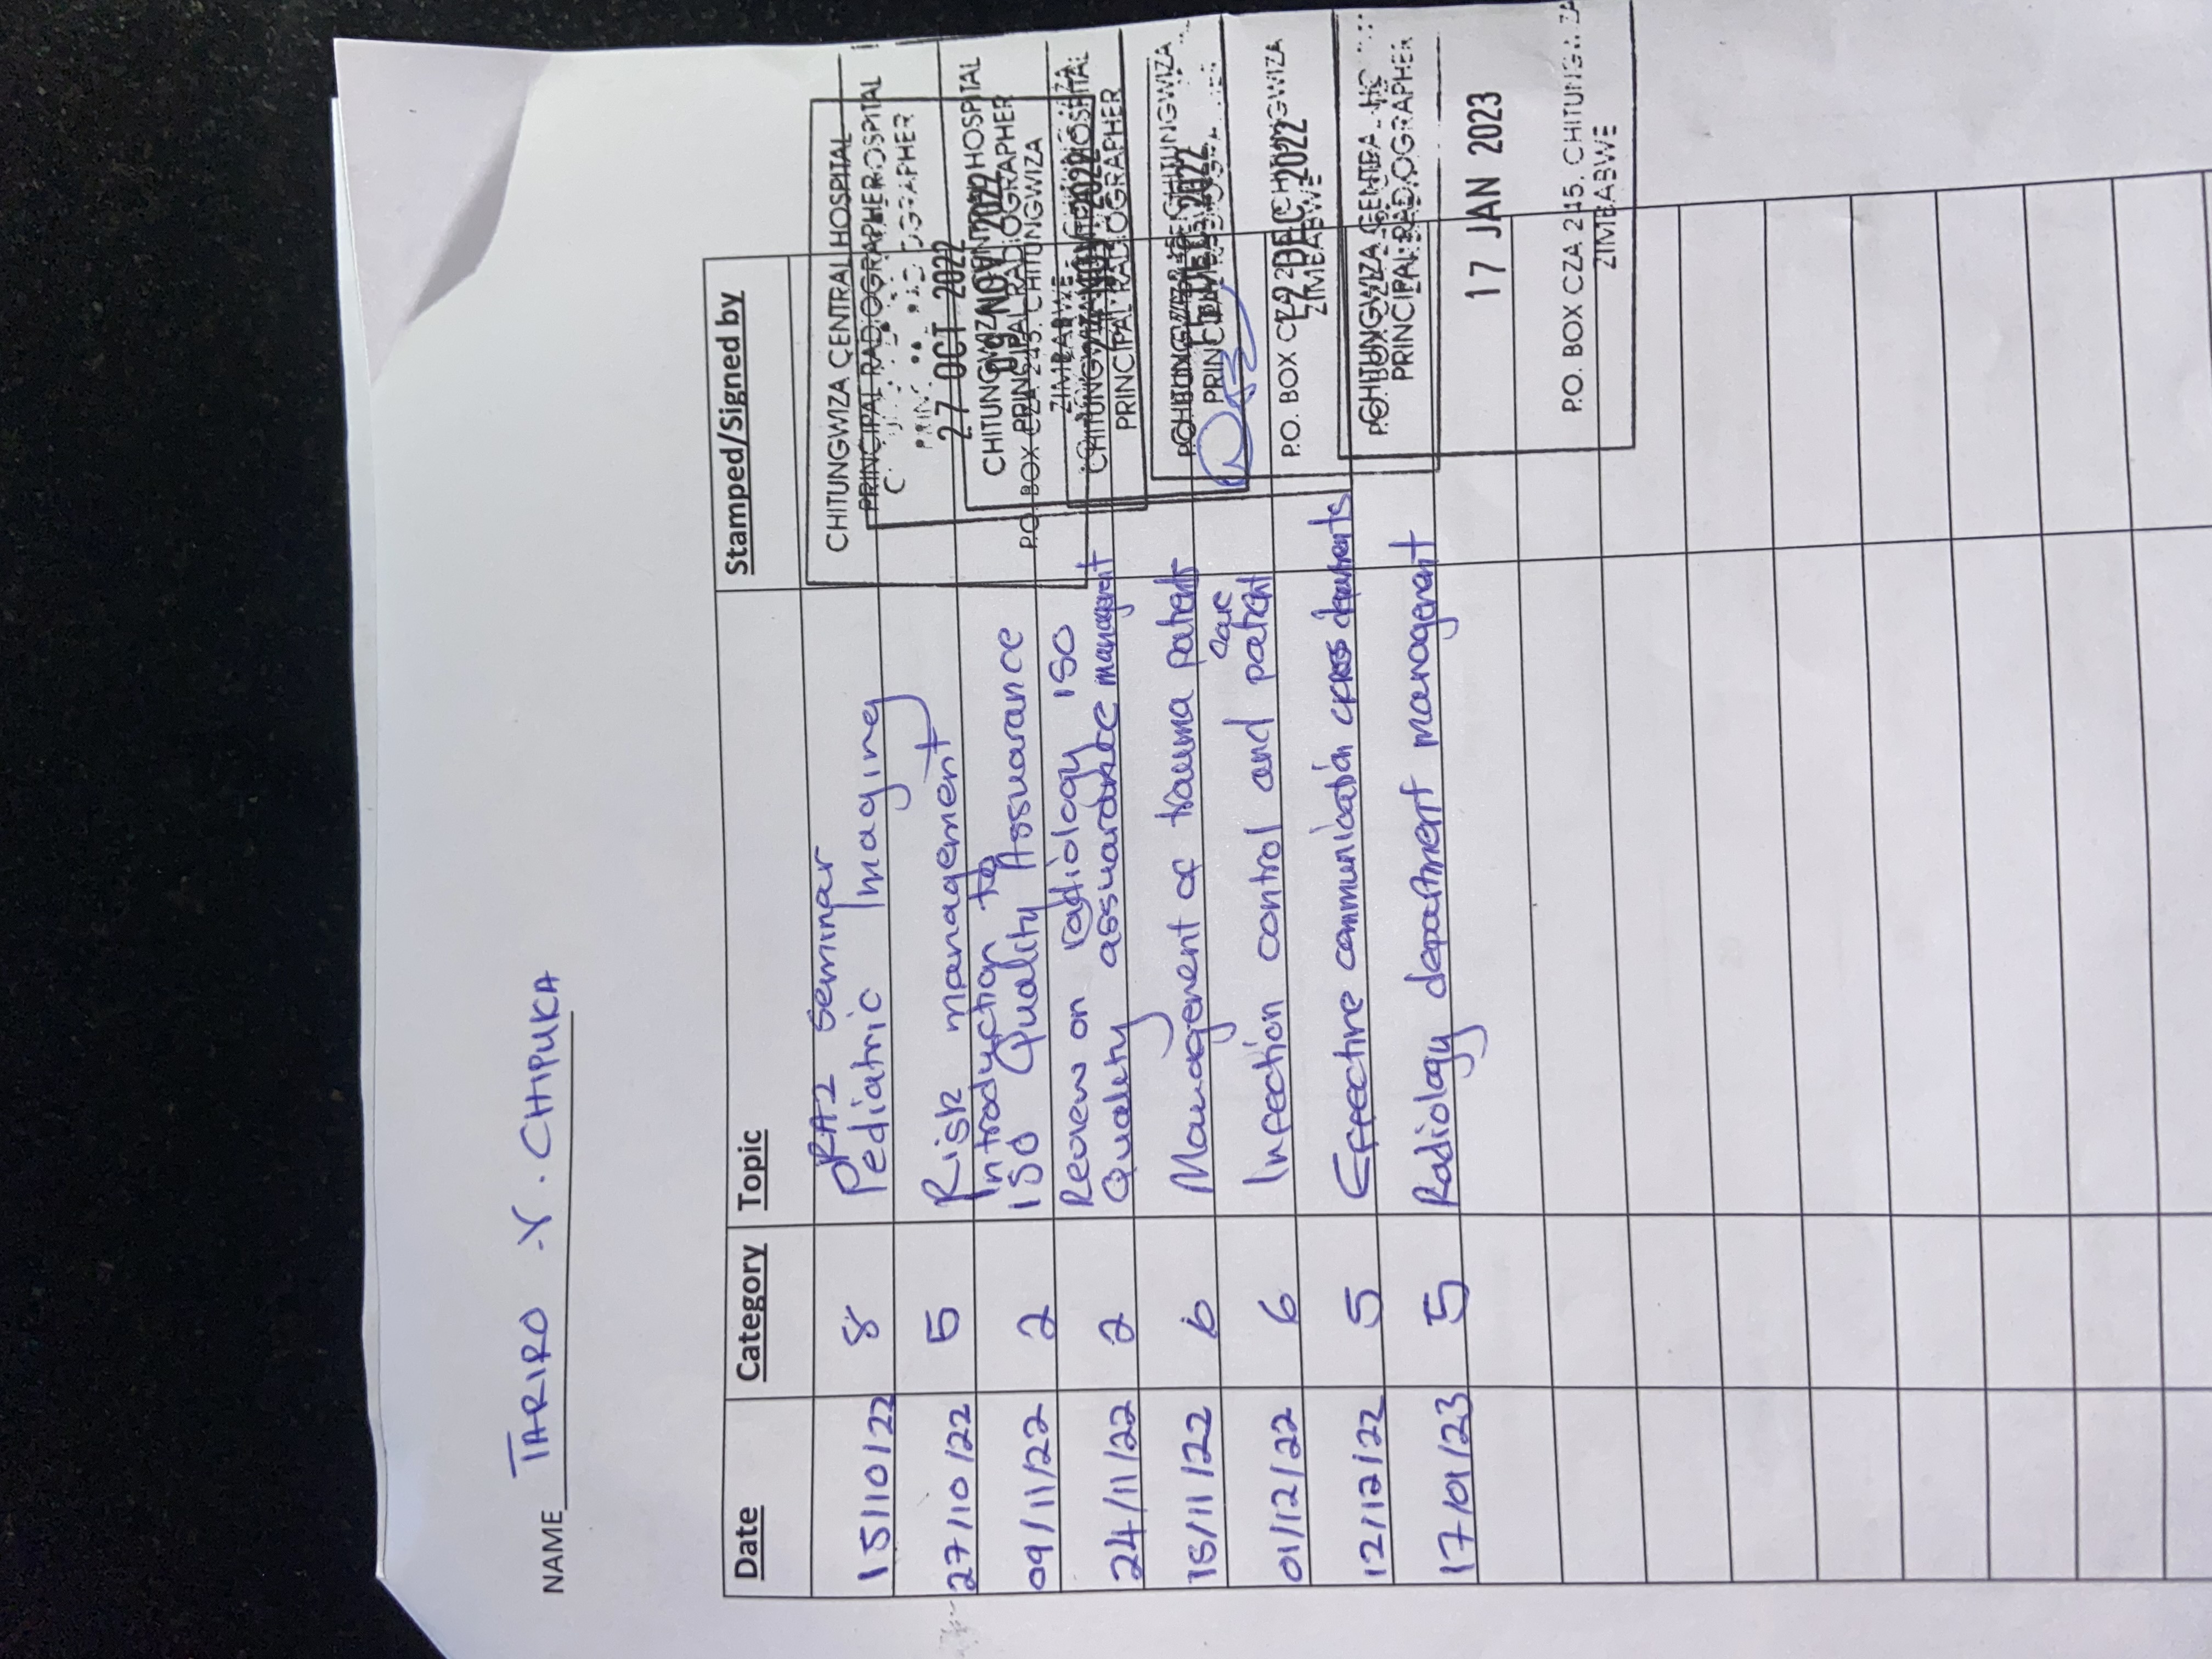 NAME TARIRO V. CHIPUKA
Date Category Topic Stamped/Signed by
RAZ Seminar
15/10/22 8 Pediatric Imaging
27/10/22 5 Risk management
Introduction to
09/11/22 2 ISO Quality Assuarance
Review on radiology ISO
24/11/22 2 Quality assuarance management
15/11/22 6 Management of trauma patients
care
01/12/22 6 Infection control and patient
12/12/22 5 Effective communication across departments
17/01/23 5 Radiology department management
CHITUNGWIZA CENTRAL HOSPITAL
PRINCIPAL RADIOGRAPHER
HOSPITAL
RADIOGRAPHER
27 OCT 2022
CHITUNGWIZA CENTRAL HOSPITAL
09 NOV 2022
PRINCIPAL RADIOGRAPHER
P.O. BOX CZA 245, CHITUNGWIZA
ZIMBABWE
CHITUNGWIZA CENTRAL HOSPITAL
NOV 2022
PRINCIPAL RADIOGRAPHER
P.O. BOX CZA 245, CHITUNGWIZA
DEC 2022
PRINCIPAL RADIOGRAPHER
P.O. BOX CZA 245, CHITUNGWIZA
12 DEC 2022
ZIMBABWE
CHITUNGWIZA CENTRAL
PRINCIPAL RADIOGRAPHER
17 JAN 2023
P.O. BOX CZA 245, CHITUNGWIZA
ZIMBABWE